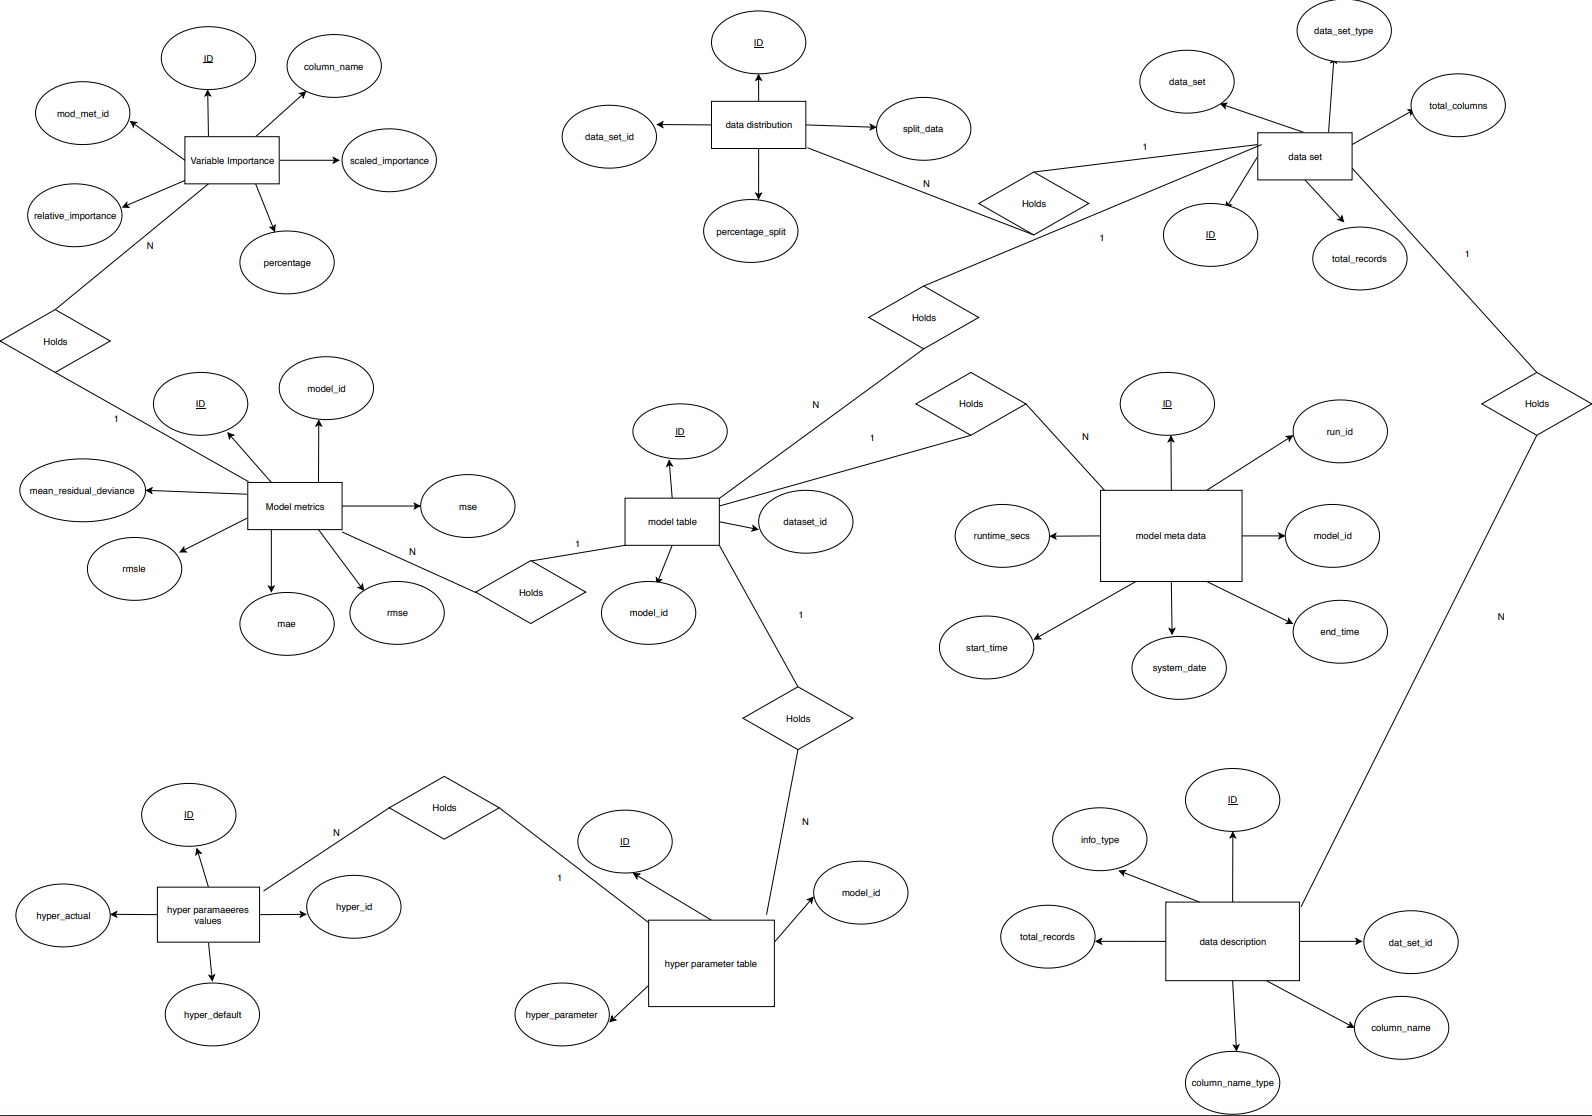 data_set_type
ID
ID
column_name
data_set
total_columns
mod_met_id
data distribution
split_data
data_set_id
Variable Importance
scaled_importance
data set
1
N
Holds
relative_importance
percentage_split
ID
1
N
percentage
total_records
1
Holds
Holds
model_id
ID
Holds
ID
Holds
N
1
ID
1
N
run_id
mean_residual_deviance
Model metrics
mse
model table
dataset_id
runtime_secs
model meta data
model_id
1
N
rmsle
Holds
model_id
rmse
1
N
mae
end_time
start_time
system_date
Holds
ID
Holds
ID
N
N
ID
info_type
1
model_id
hyper_actual
hyper paramaeeres
values
hyper_id
total_records
data description
dat_set_id
hyper parameter table
hyper_default
hyper_parameter
column_name
column_name_type